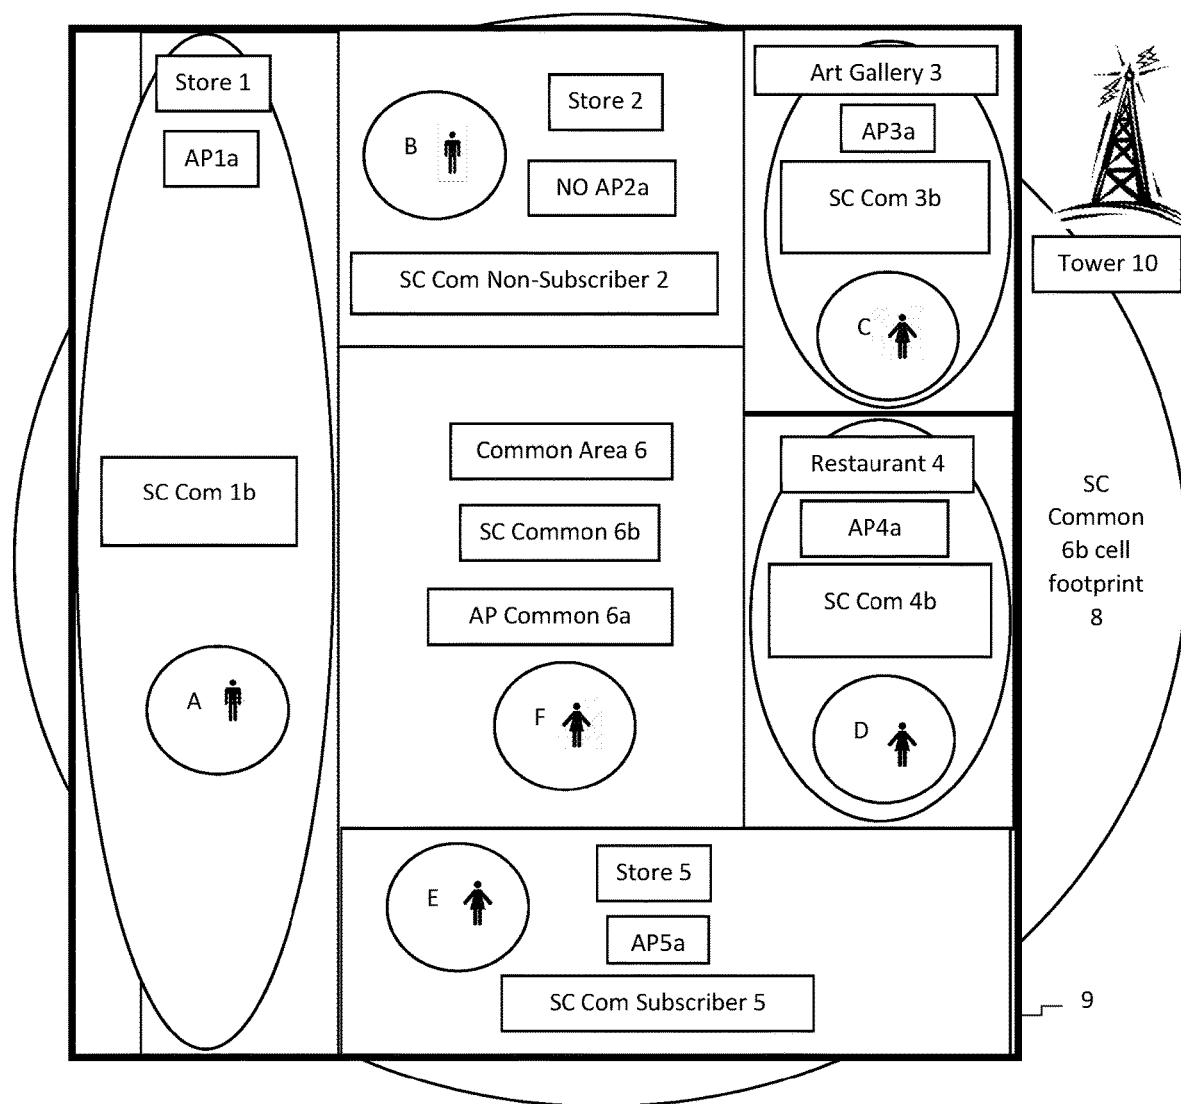 Store 1
AP1a
SC Com 1b
A
B
Store 2
NO AP2a
SC Com Non-Subscriber 2
Art Gallery 3
AP3a
SC Com 3b
C
Tower 10
Common Area 6
SC Common 6b
AP Common 6a
F
Restaurant 4
AP4a
SC Com 4b
D
SC
Common
6b cell
footprint
8
E
Store 5
AP5a
SC Com Subscriber 5
9